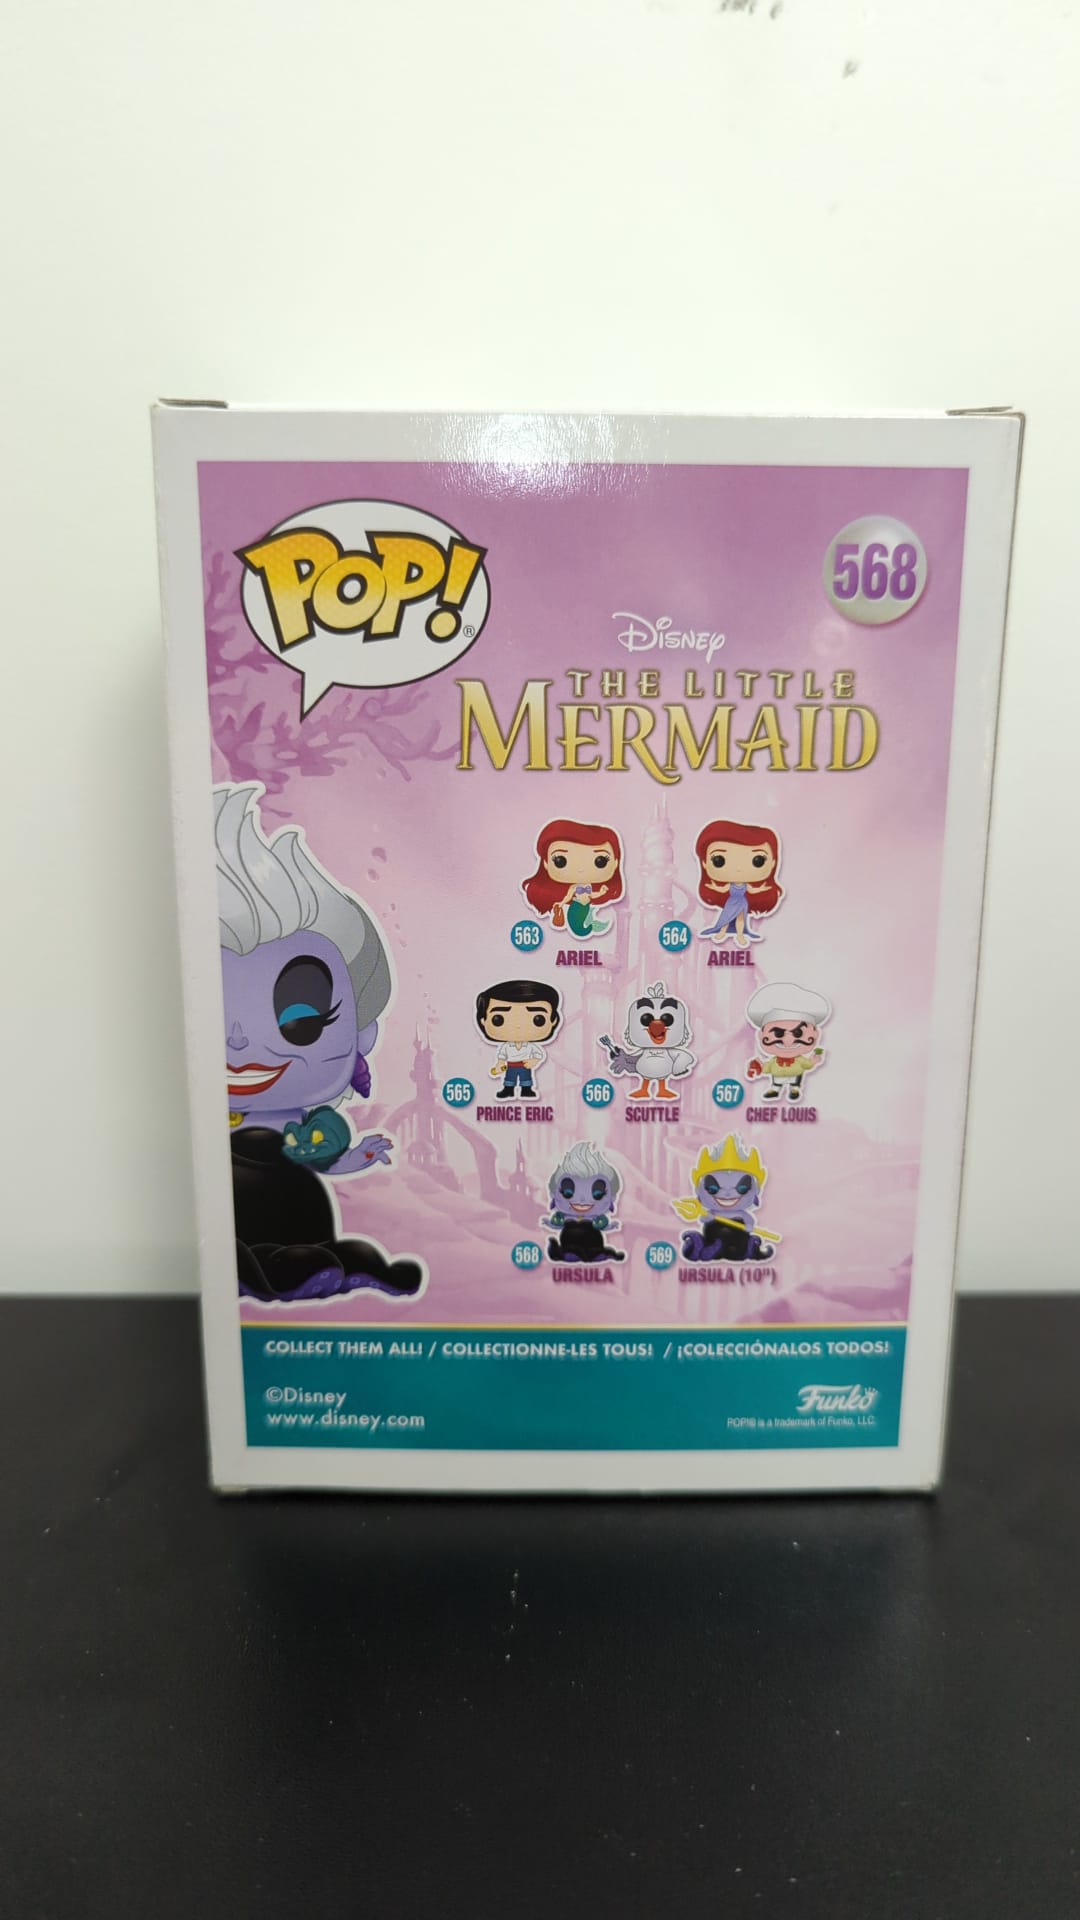 POP!
®
568
Disney
THE LITTLE
MERMAID
563
ARIEL
564
ARIEL
565
PRINCE ERIC
566
SCUTTLE
567
CHEF LOUIS
568
URSULA
569
URSULA (10")
COLLECT THEM ALL! / COLLECTIONNE-LES TOUS! / ¡COLECCIÓNALOS TODOS!
©Disney
www.disney.com
Funko
POP!® is a trademark of Funko, LLC.